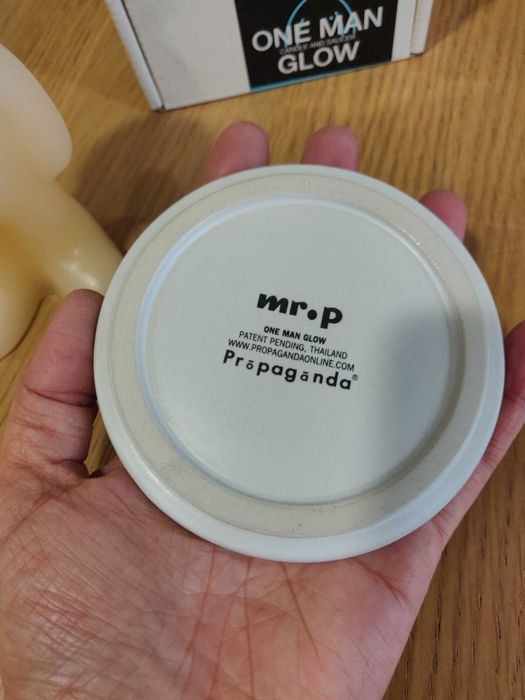 ONE MAN
CANDLE AND SAUCER
GLOW
mr.p
ONE MAN GLOW
PATENT PENDING, THAILAND
WWW.PROPAGANDAONLINE.COM
Prōpagānda®